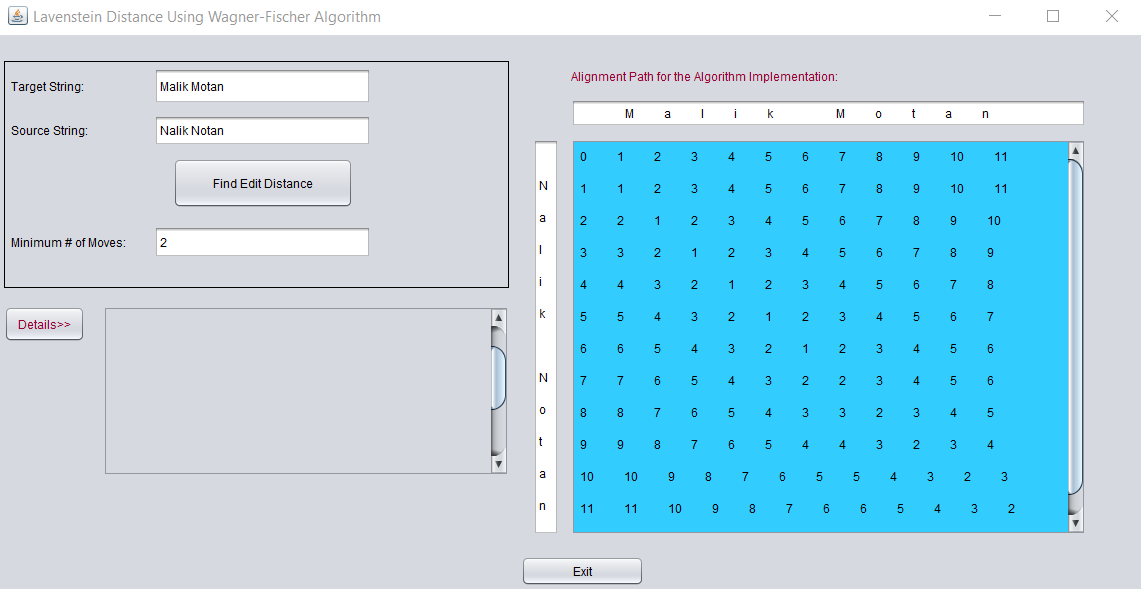 Lavenstein Distance Using Wagner-Fischer Algorithm
Target String: Malik Motan
Source String: Nalik Notan
Find Edit Distance
Minimum # of Moves: 2
Details>>
Alignment Path for the Algorithm Implementation:
M a l i k M o t a n
0 1 2 3 4 5 6 7 8 9 10 11
N 1 1 2 3 4 5 6 7 8 9 10 11
a 2 2 1 2 3 4 5 6 7 8 9 10
l 3 3 2 1 2 3 4 5 6 7 8 9
i 4 4 3 2 1 2 3 4 5 6 7 8
k 5 5 4 3 2 1 2 3 4 5 6 7
6 6 5 4 3 2 1 2 3 4 5 6
N 7 7 6 5 4 3 2 2 3 4 5 6
o 8 8 7 6 5 4 3 3 2 3 4 5
t 9 9 8 7 6 5 4 4 3 2 3 4
a 10 10 9 8 7 6 5 5 4 3 2 3
n 11 11 10 9 8 7 6 6 5 4 3 2
Exit